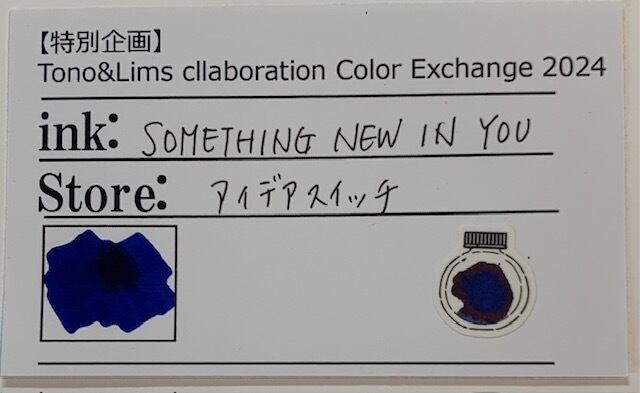 【特別企画】
Tono&Lims cllaboration Color Exchange 2024
ink: SOMETHING NEW IN YOU
Store: アイデアスイッチ